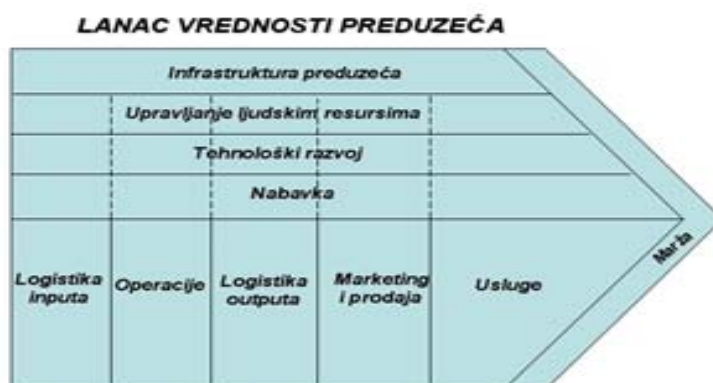 LANAC VREDNOSTI PREDUZEĆA
Infrastruktura preduzeća
Upravljanje ljudskim resursima
Tehnološki razvoj
Nabavka
Logistika
inputa
Operacije
Logistika
outputa
Marketing
i prodaja
Usluge
Marža